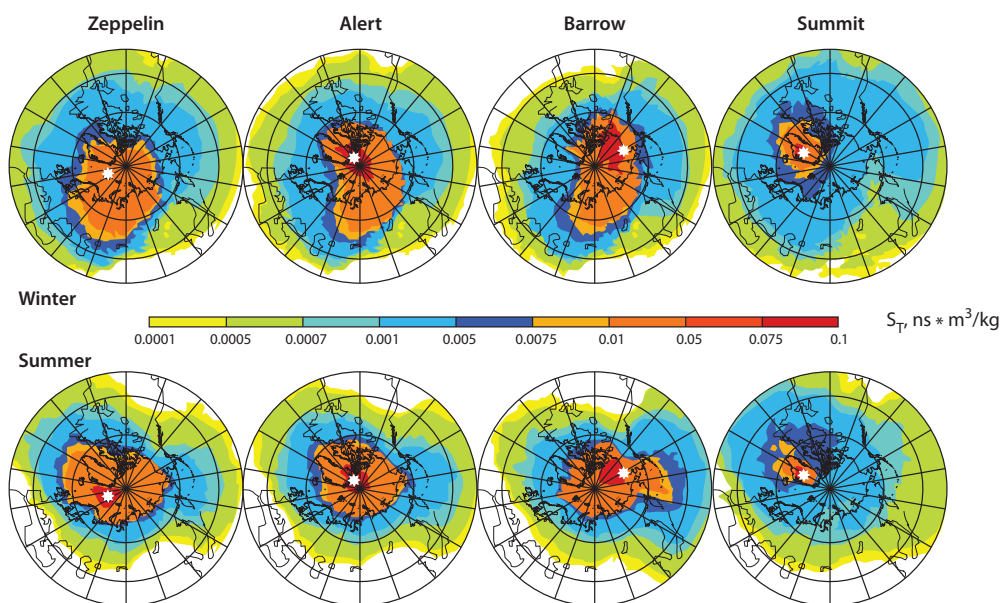 Zeppelin Alert Barrow Summit
Winter
S_T, ns * m³/kg
0.0001 0.0005 0.0007 0.001 0.005 0.0075 0.01 0.05 0.075 0.1
Summer